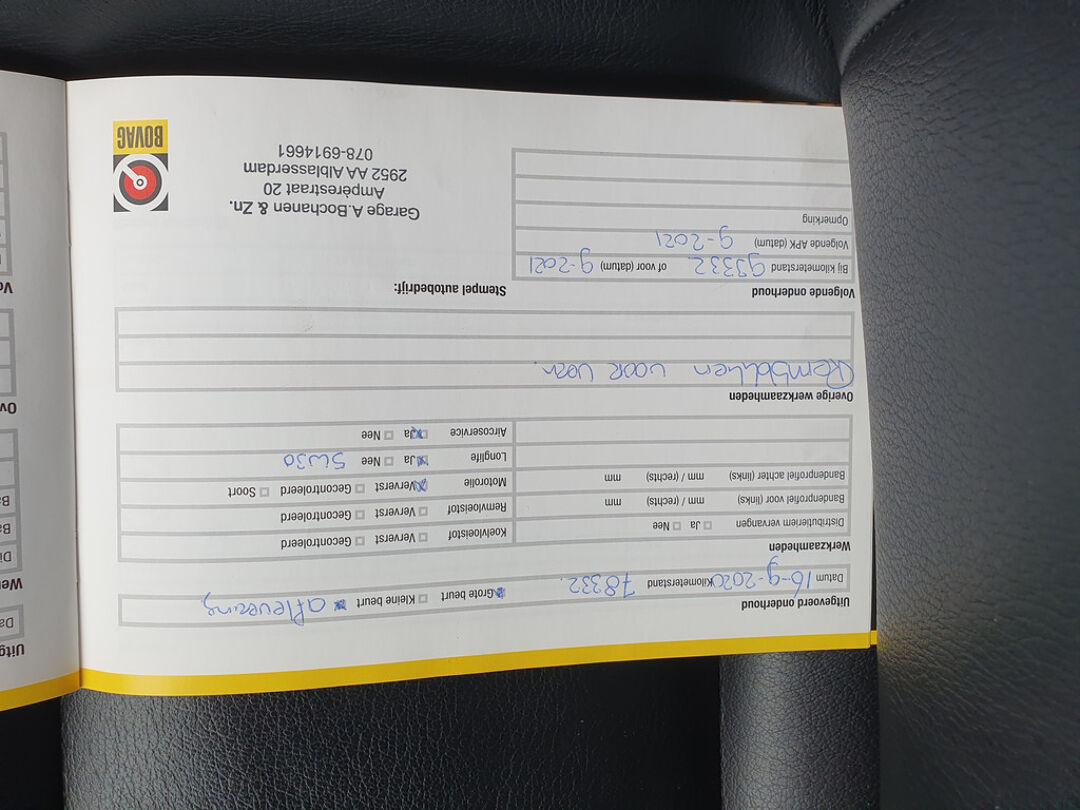 Uitgevoerd onderhoud
Datum 16-9-2020 Kilometerstand 78332. Grote beurt Kleine beurt aflevering
Werkzaamheden
Distributieriem vervangen Ja Nee
Bandenprofiel voor (links) mm / (rechts) mm
Bandenprofiel achter (links) mm / (rechts) mm
Koelvloeistof Ververst Gecontroleerd
Remvloeistof Ververst Gecontroleerd
Motorolie Ververst Gecontroleerd Soort
Longlife Ja Nee 5W30
Aircoservice Ja Nee
Overige werkzaamheden
Remblokken voor vern.
Volgende onderhoud
Bij kilometerstand 93332 of voor (datum) 9-2021
Volgende APK (datum) 9-2021
Opmerking
Stempel autobedrijf:
Garage A.Bochanen & Zn.
Ampèrestraat 20
2952 AA Alblasserdam
078-6914661
BOVAG